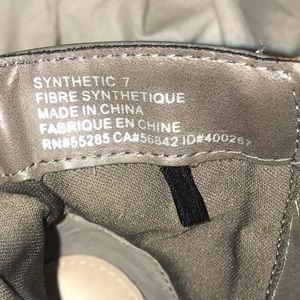 SYNTHETIC 7
FIBRE SYNTHETIQUE
MADE IN CHINA
FABRIQUE EN CHINE
RN#55285 CA#56842 ID#400267